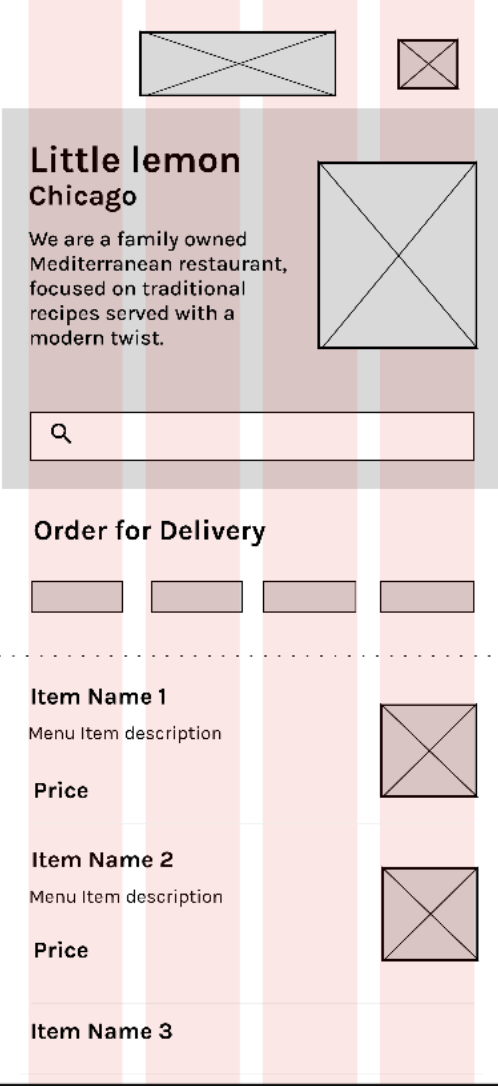 Little lemon
Chicago
We are a family owned
Mediterranean restaurant,
focused on traditional
recipes served with a
modern twist.
Order for Delivery
Item Name 1
Menu Item description
Price
Item Name 2
Menu Item description
Price
Item Name 3